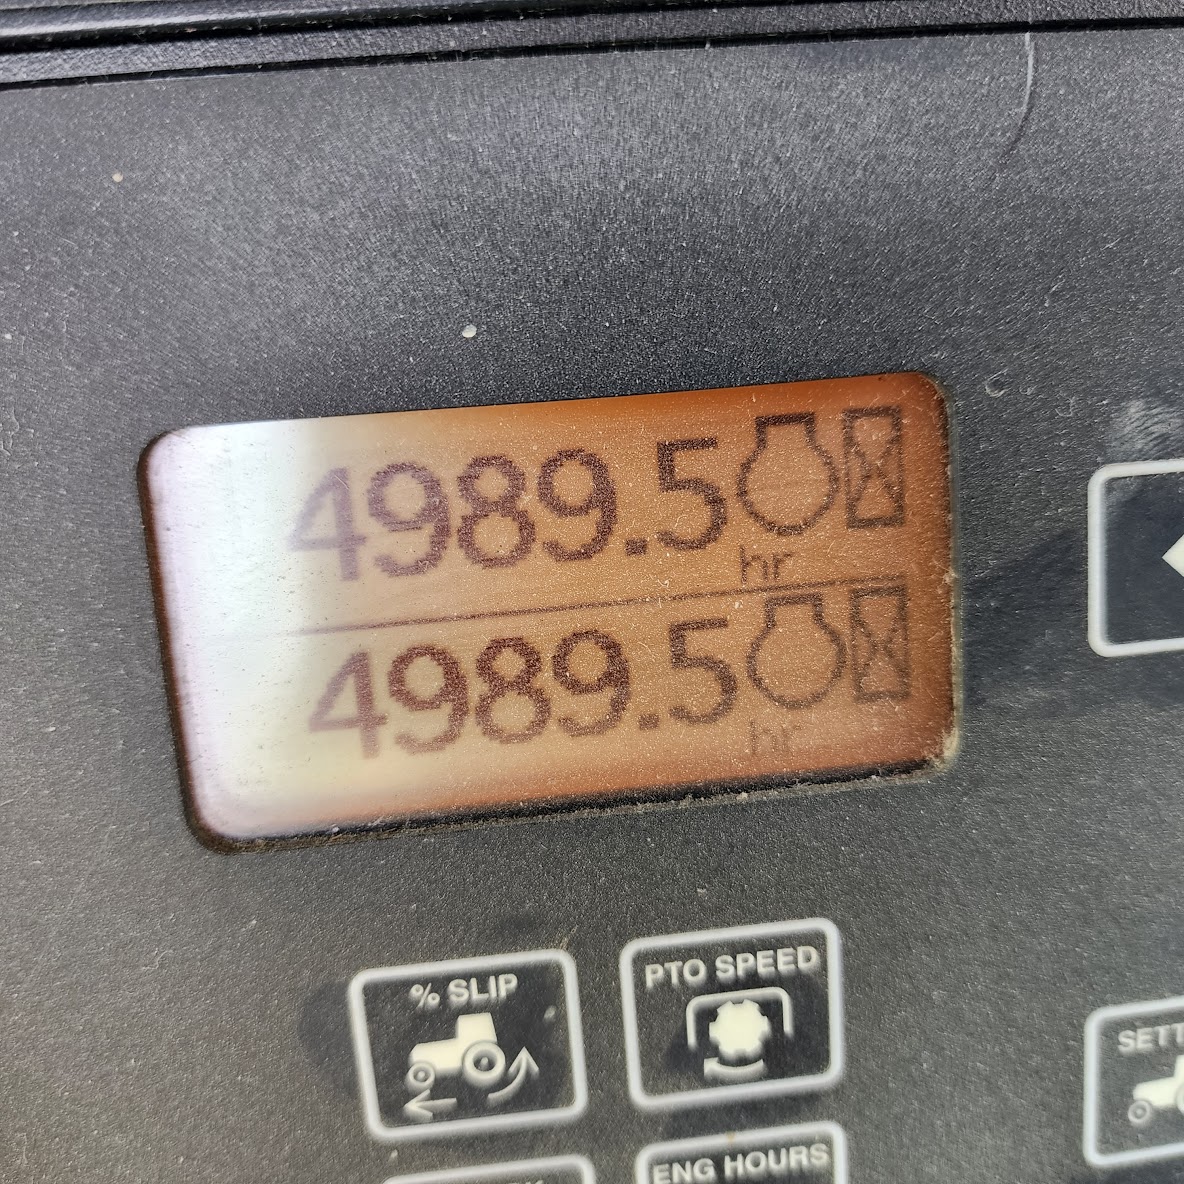 4989.5
hr
4989.5
hr
% SLIP
PTO SPEED
ENG HOURS